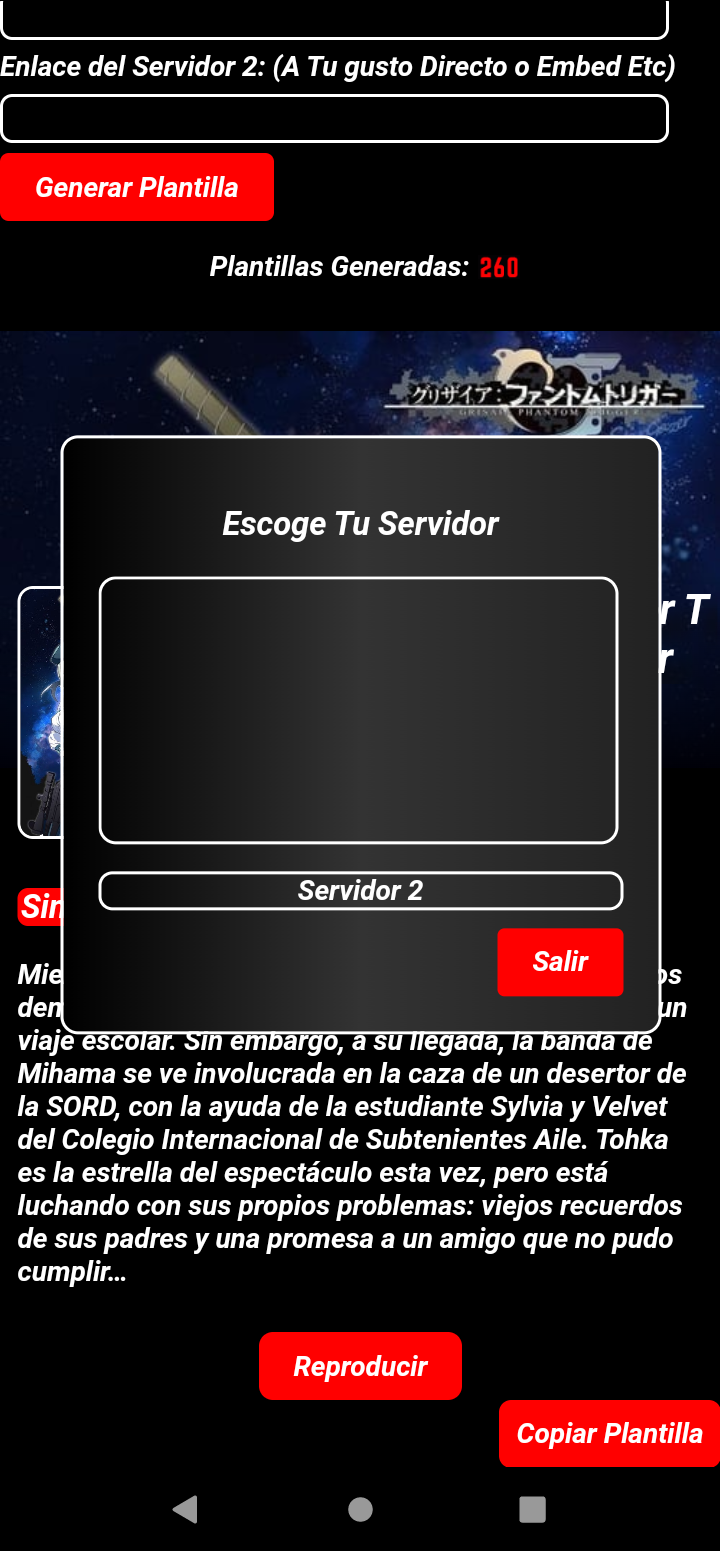 Enlace del Servidor 2: (A Tu gusto Directo o Embed Etc)
Generar Plantilla
Plantillas Generadas: 260
グリザイア：ファントムトリガー
GRISAIA PHANTOM TRIGGER
Escoge Tu Servidor
r T
r
Servidor 2
Salir
Sin
Mie os
den un
viaje escolar. Sin embargo, a su llegada, la banda de
Mihama se ve involucrada en la caza de un desertor de
la SORD, con la ayuda de la estudiante Sylvia y Velvet
del Colegio Internacional de Subtenientes Aile. Tohka
es la estrella del espectáculo esta vez, pero está
luchando con sus propios problemas: viejos recuerdos
de sus padres y una promesa a un amigo que no pudo
cumplir...
Reproducir
Copiar Plantilla